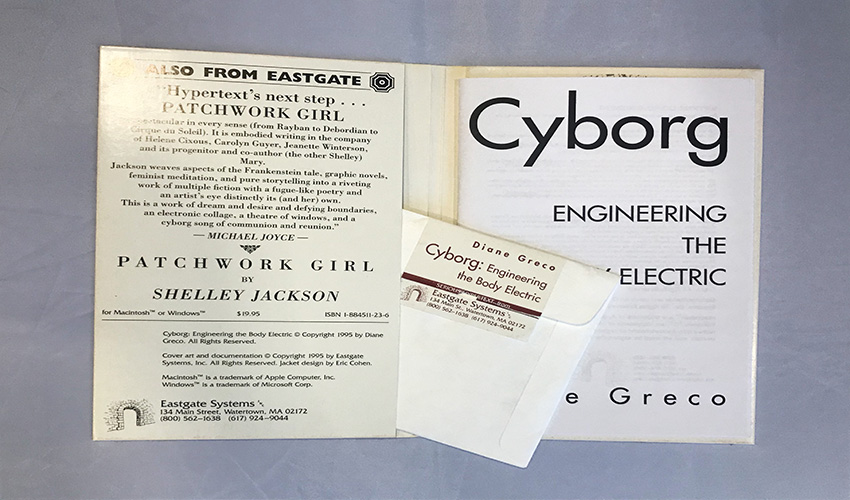 ALSO FROM EASTGATE
"Hypertext's next step . . .
PATCHWORK GIRL
Spectacular in every sense (from Rayban to Debordian to
Cirque du Soleil). It is embodied writing in the company
of Helene Cixous, Carolyn Guyer, Jeanette Winterson,
and its progenitor and co-author (the other Shelley)
Mary.
Jackson weaves aspects of the Frankenstein tale, graphic novels,
feminist meditation, and pure storytelling into a riveting
work of multiple fiction with a fugue-like poetry and
an artist's eye distinctly its (and her) own.
This is a work of dream and desire and defying boundaries,
an electronic collage, a theatre of windows, and a
cyborg song of communion and reunion."
— MICHAEL JOYCE —
PATCHWORK GIRL
BY
SHELLEY JACKSON
for Macintosh™ or Windows™ $19.95 ISBN 1-884511-23-6
Cyborg: Engineering the Body Electric © Copyright 1995 by Diane
Greco. All Rights Reserved.
Cover art and documentation © Copyright 1995 by Eastgate
Systems, Inc. All Rights Reserved. Jacket design by Eric Cohen.
Macintosh™ is a trademark of Apple Computer, Inc.
Windows™ is a trademark of Microsoft Corp.
Eastgate Systems
134 Main Street, Watertown, MA 02172
(800) 562–1638 (617) 924–9044
Diane Greco
Cyborg: Engineering
the Body Electric
Eastgate Systems
134 Main St., Watertown, MA 02172
(800) 562–1638 (617) 924–9044
Cyborg
ENGINEERING
THE
ELECTRIC
e Greco